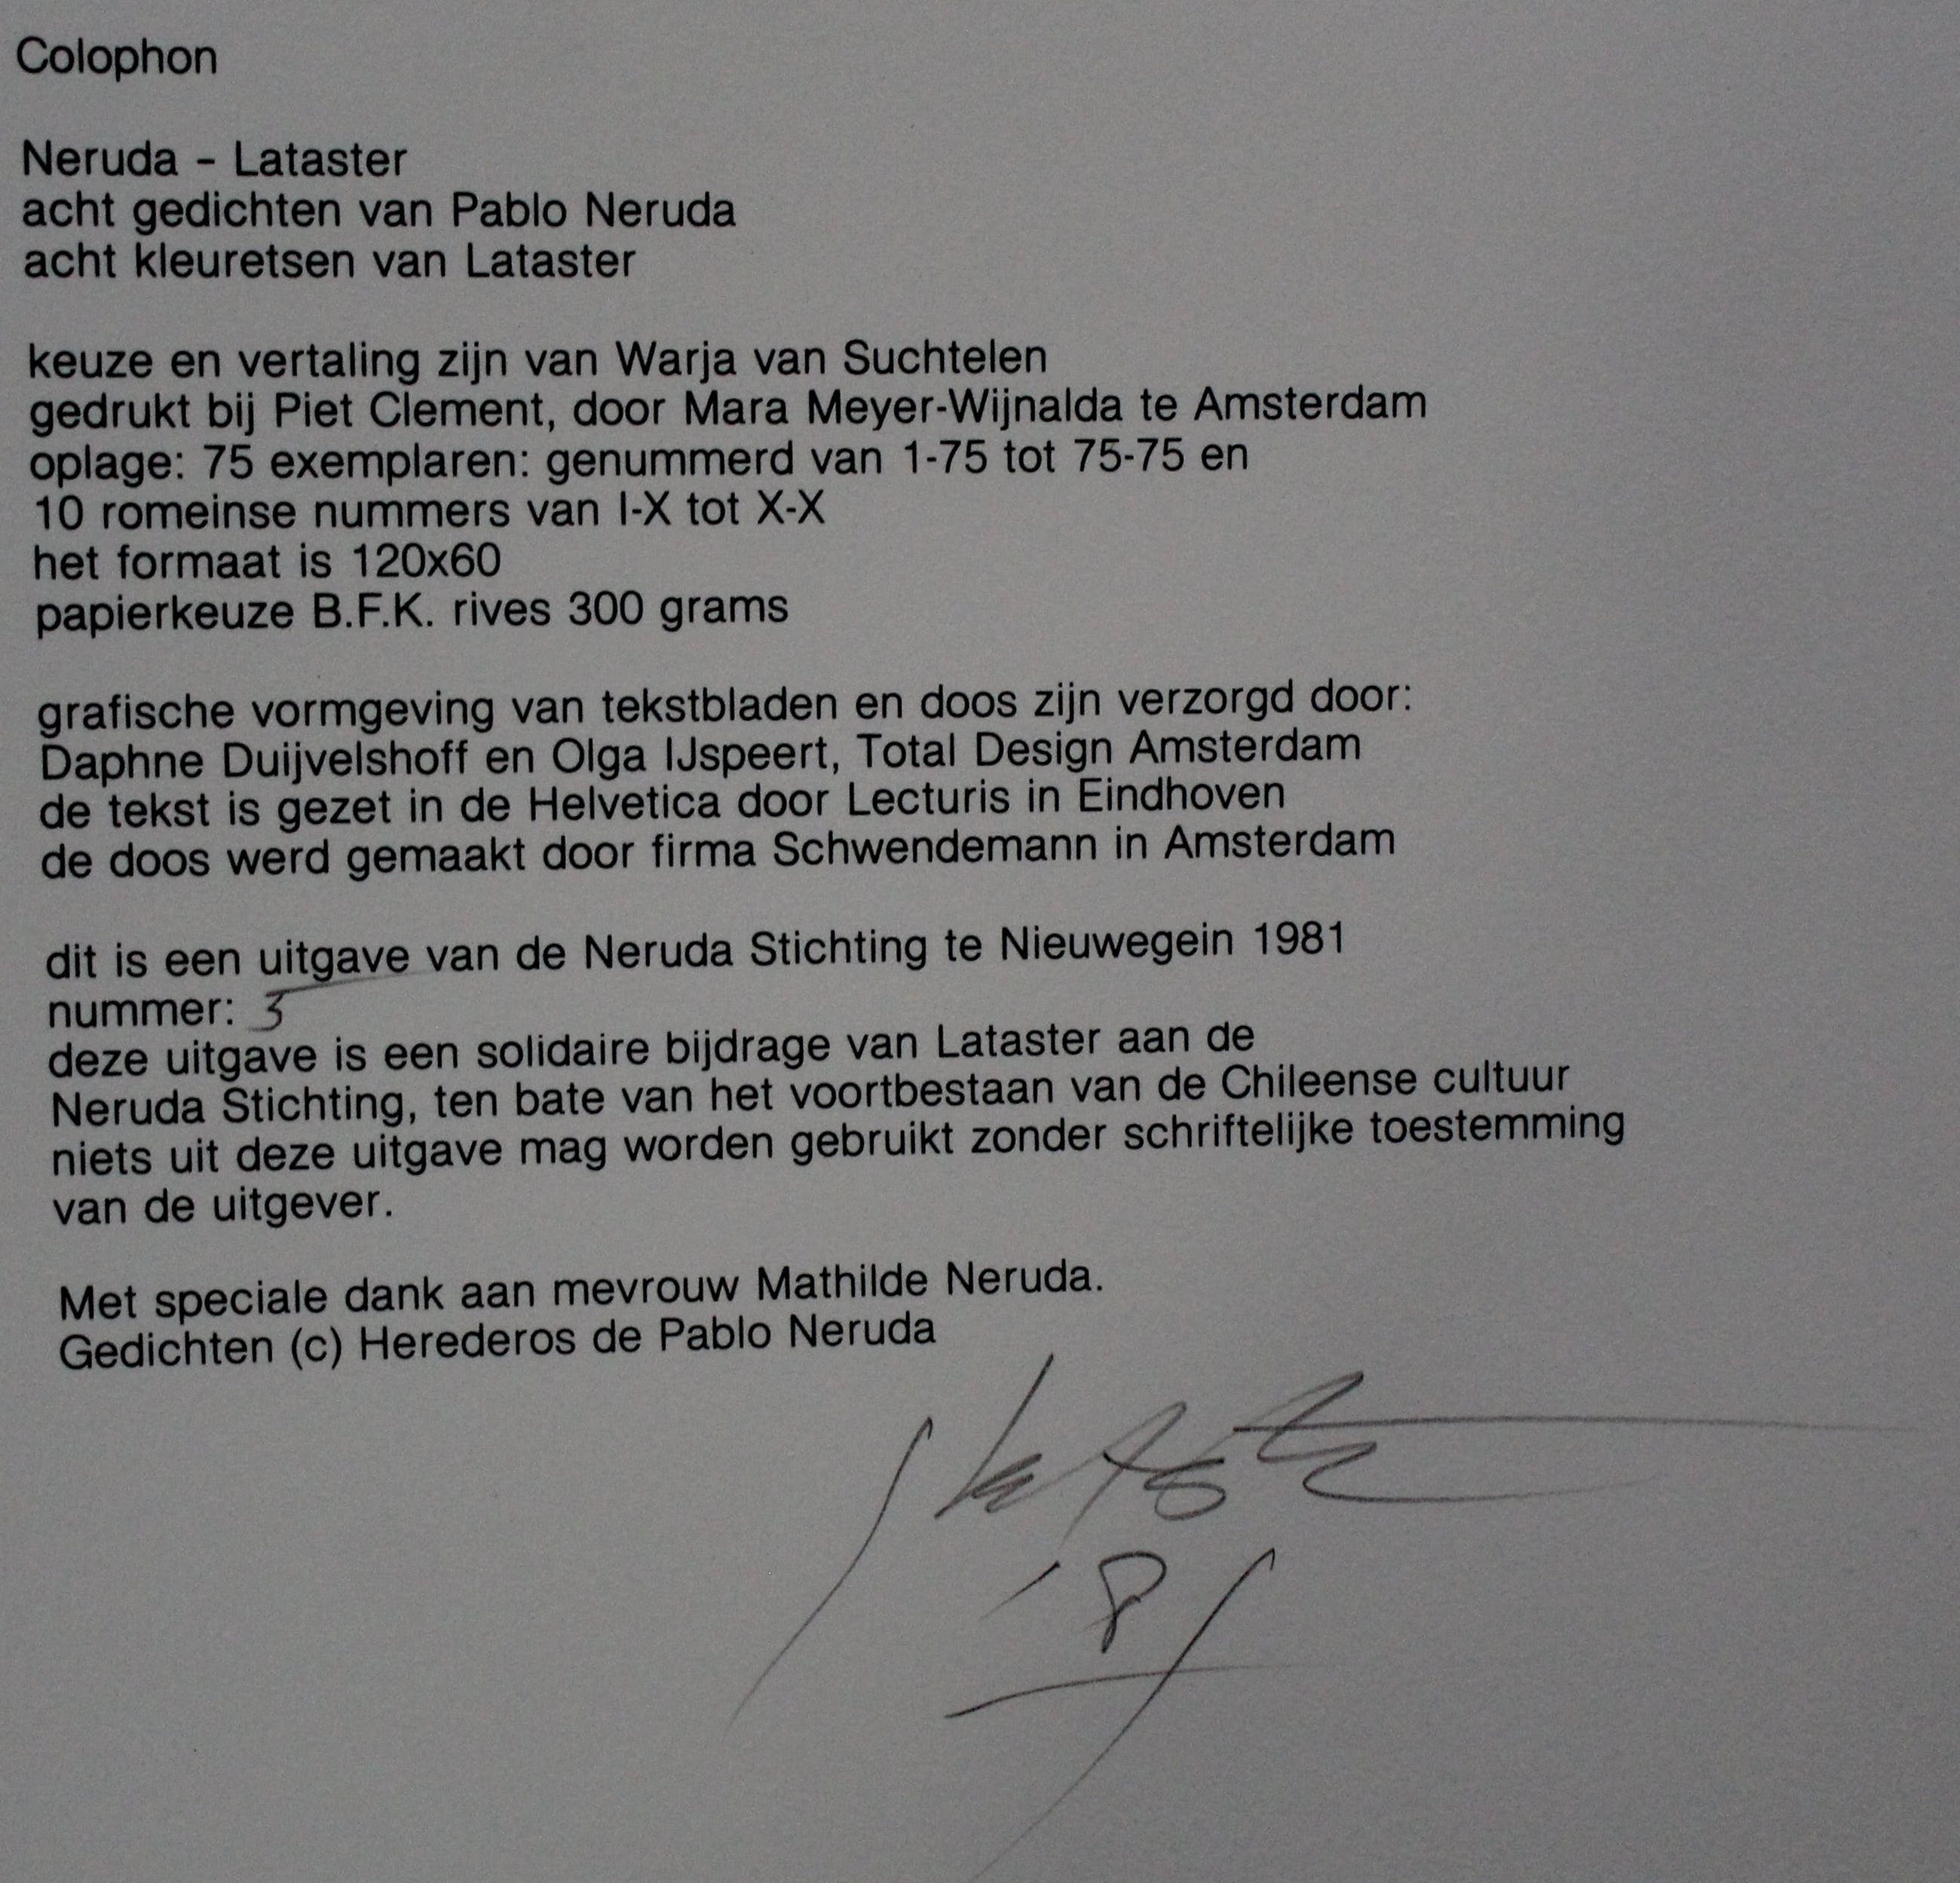 Colophon
Neruda - Lataster
acht gedichten van Pablo Neruda
acht kleuretsen van Lataster
keuze en vertaling zijn van Warja van Suchtelen
gedrukt bij Piet Clement, door Mara Meyer-Wijnalda te Amsterdam
oplage: 75 exemplaren: genummerd van 1-75 tot 75-75 en
10 romeinse nummers van I-X tot X-X
het formaat is 120x60
papierkeuze B.F.K. rives 300 grams
grafische vormgeving van tekstbladen en doos zijn verzorgd door:
Daphne Duijvelshoff en Olga IJspeert, Total Design Amsterdam
de tekst is gezet in de Helvetica door Lecturis in Eindhoven
de doos werd gemaakt door firma Schwendemann in Amsterdam
dit is een uitgave van de Neruda Stichting te Nieuwegein 1981
nummer: 3
deze uitgave is een solidaire bijdrage van Lataster aan de
Neruda Stichting, ten bate van het voortbestaan van de Chileense cultuur
niets uit deze uitgave mag worden gebruikt zonder schriftelijke toestemming
van de uitgever.
Met speciale dank aan mevrouw Mathilde Neruda.
Gedichten (c) Herederos de Pablo Neruda
Lataster
'81